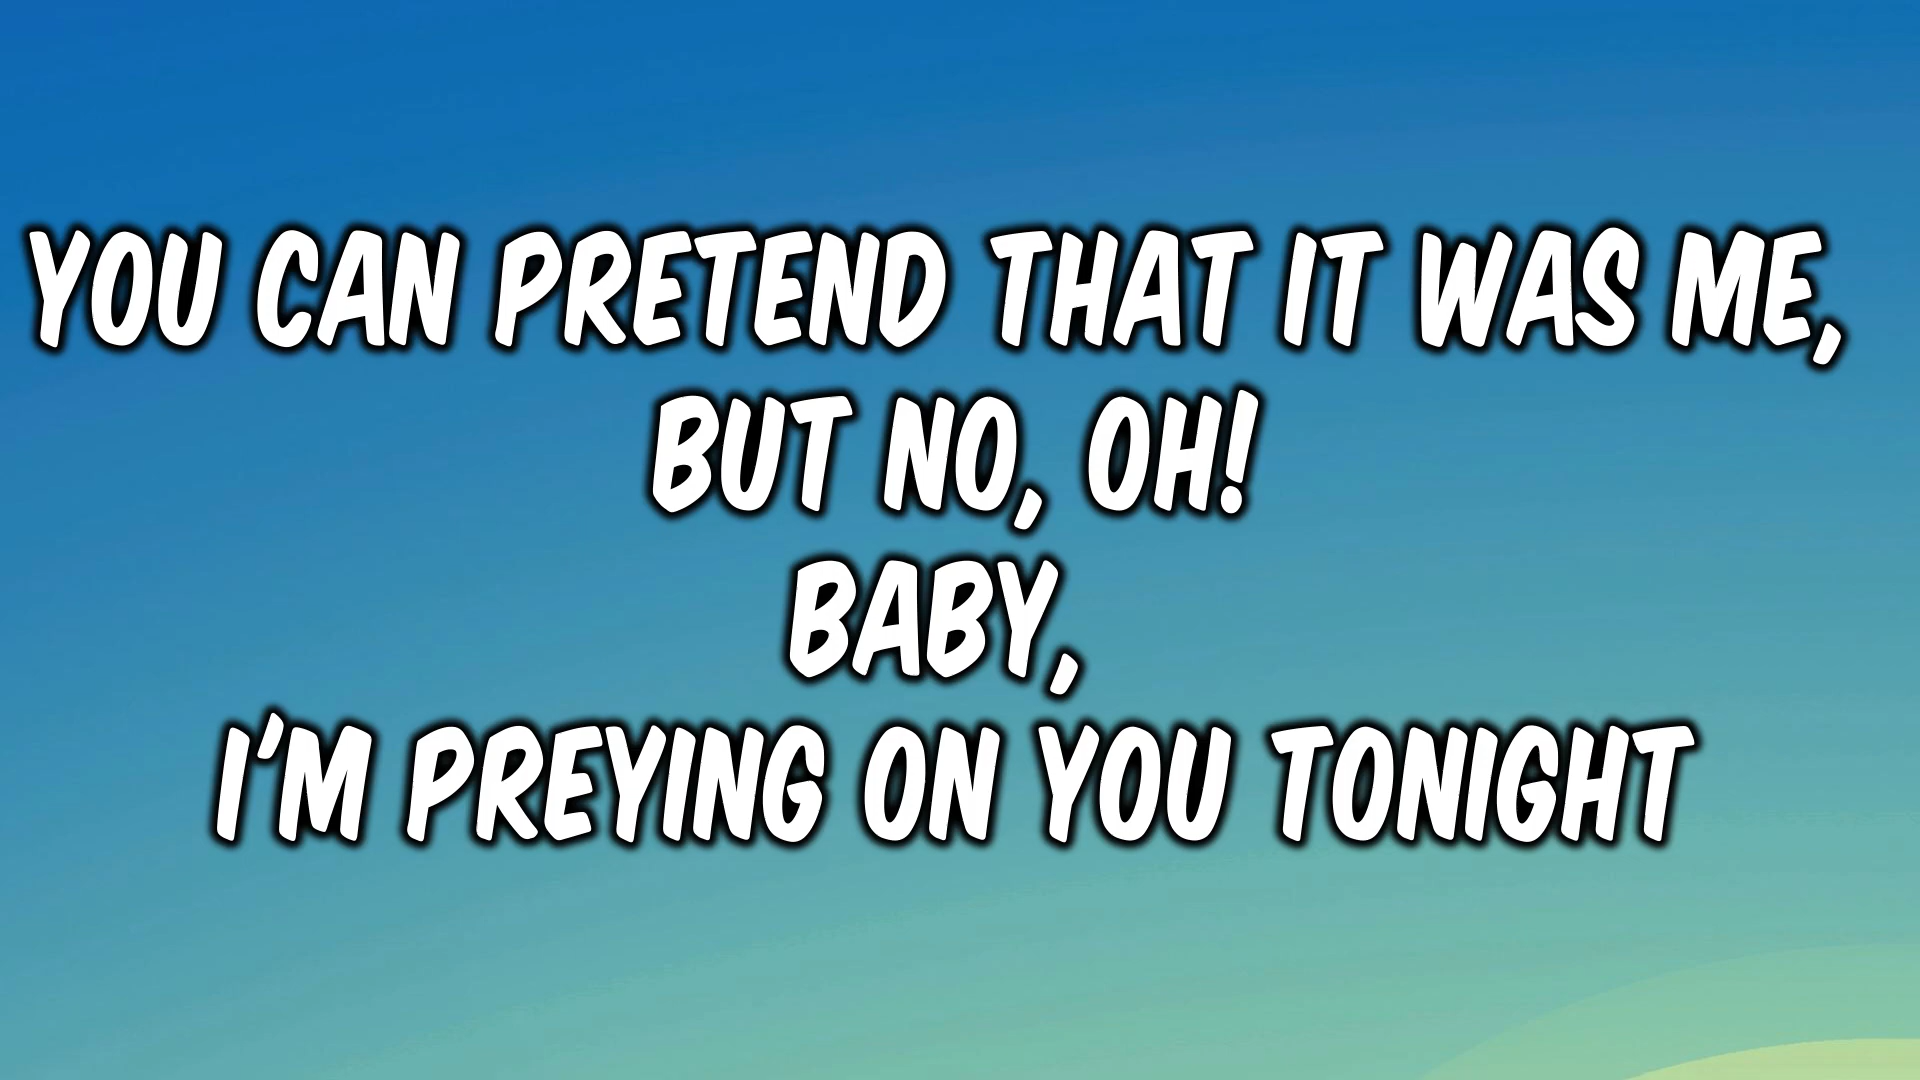 YOU CAN PRETEND THAT IT WAS ME,
BUT NO, OH!
BABY,
I'M PREYING ON YOU TONIGHT